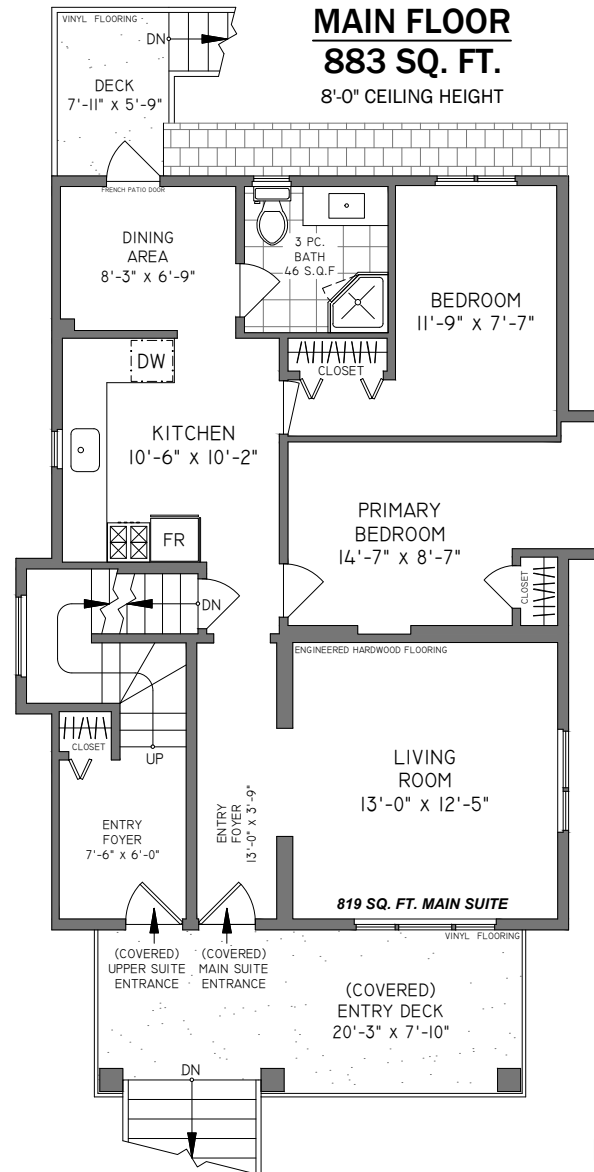 MAIN FLOOR
883 SQ. FT.
8'-0" CEILING HEIGHT
VINYL FLOORING
DN
DECK
7'-11" X 5'-9"
FRENCH PATIO DOOR
DINING
AREA
8'-3" X 6'-9"
3 PC.
BATH
46 S.Q.F
BEDROOM
11'-9" X 7'-7"
CLOSET
DW
KITCHEN
10'-6" X 10'-2"
FR
PRIMARY
BEDROOM
14'-7" X 8'-7"
CLOSET
DN
ENGINEERED HARDWOOD FLOORING
CLOSET
UP
LIVING
ROOM
13'-0" X 12'-5"
ENTRY
FOYER
7'-6" X 6'-0"
ENTRY
FOYER
13'-0" X 3'-9"
819 SQ. FT. MAIN SUITE
VINYL FLOORING
(COVERED)
UPPER SUITE
ENTRANCE
(COVERED)
MAIN SUITE
ENTRANCE
(COVERED)
ENTRY DECK
20'-3" X 7'-10"
DN